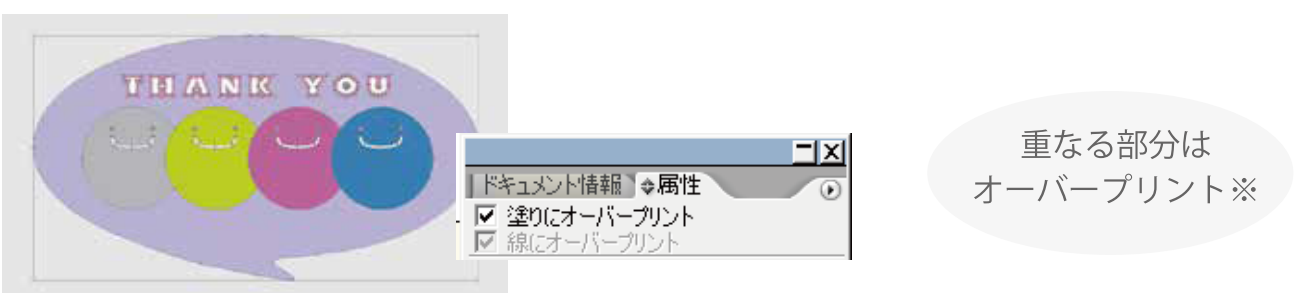 THANK YOU
ドキュメント情報
属性
塗りにオーバープリント
線にオーバープリント
重なる部分は
オーバープリント※